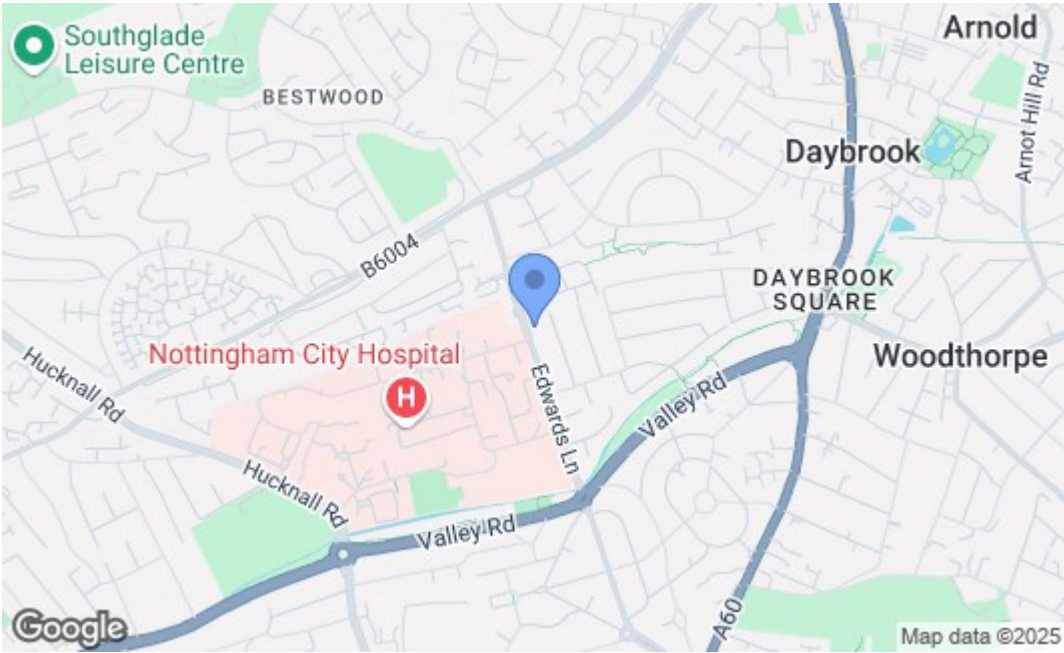 Arnold
Southglade
Leisure Centre
BESTWOOD
Arnot Hill Rd
Daybrook
B6004
DAYBROOK
SQUARE
Nottingham City Hospital
H
Woodthorpe
Hucknall Rd
Edwards Ln
Valley Rd
Hucknall Rd
Valley Rd
A60
Google
Map data ©2025